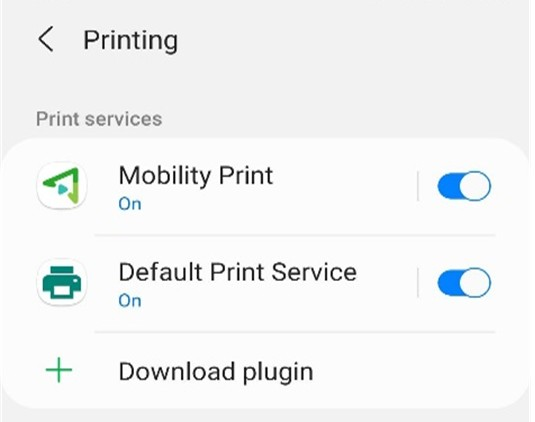 Printing
Print services
Mobility Print
On
Default Print Service
On
Download plugin